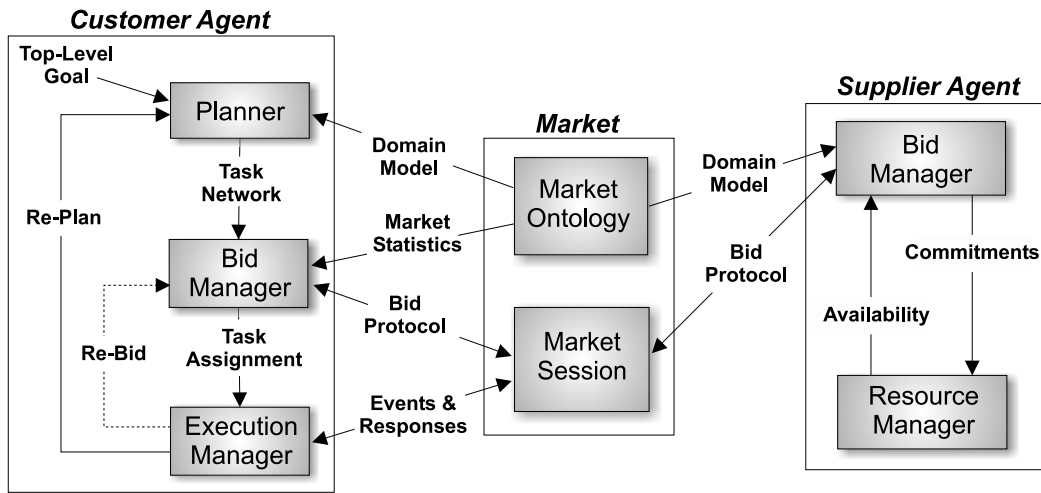 Customer Agent
Top-Level
Goal
Planner
Task
Network
Re-Plan
Bid
Manager
Re-Bid
Task
Assignment
Execution
Manager
Domain
Model
Market
Statistics
Bid
Protocol
Events &
Responses
Market
Market
Ontology
Market
Session
Domain
Model
Bid
Protocol
Supplier Agent
Bid
Manager
Commitments
Availability
Resource
Manager